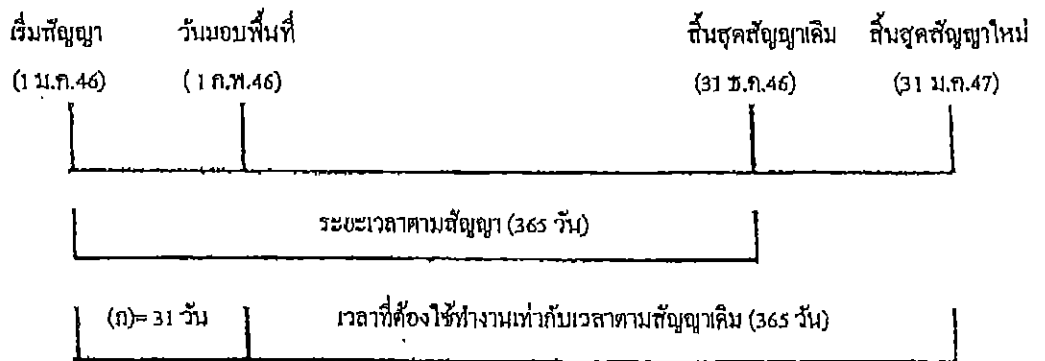 เริ่มสัญญา วันมอบพื้นที่ สิ้นสุดสัญญาเดิม สิ้นสุดสัญญาใหม่
(1 ม.ค.46) ( 1 ก.พ.46) (31 ธ.ค.46) (31 ม.ค.47)
ระยะเวลาตามสัญญา (365 วัน)
(ก)= 31 วัน เวลาที่ต้องใช้ทำงานเท่ากับเวลาตามสัญญาเดิม (365 วัน)